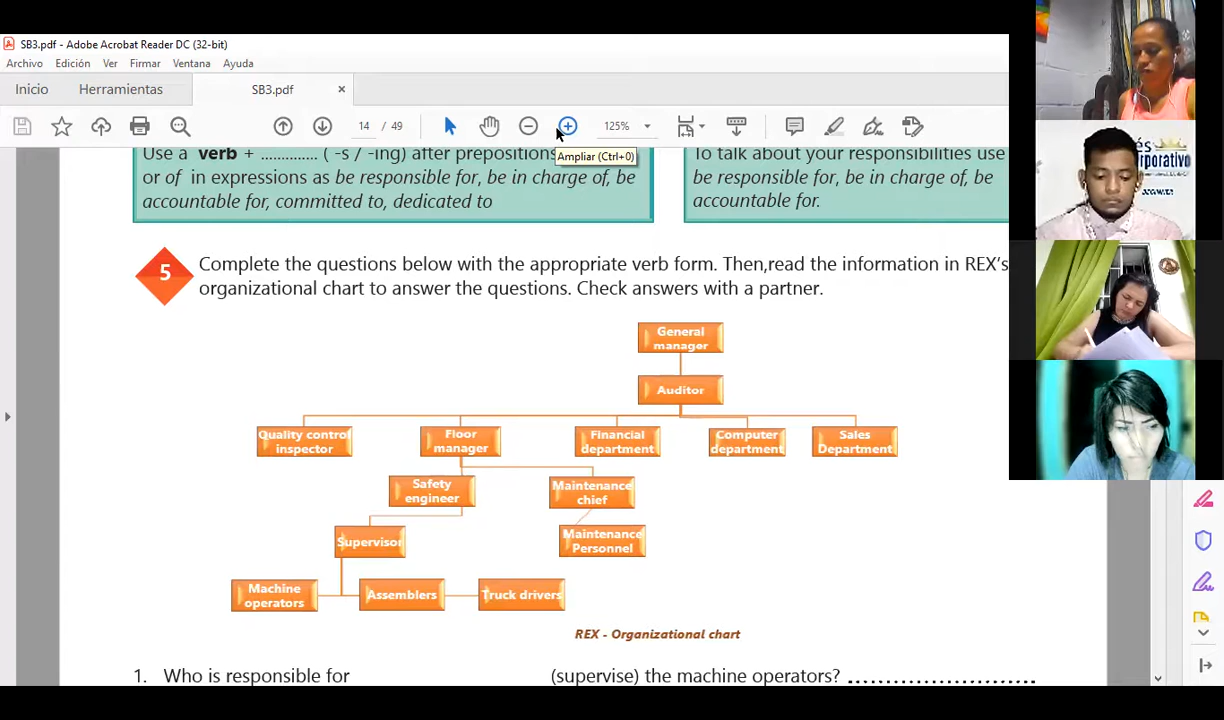 SB3.pdf - Adobe Acrobat Reader DC (32-bit)
Archivo Edición Ver Firmar Ventana Ayuda
Inicio Herramientas SB3.pdf ×
14 / 49 125%
Ampliar (Ctrl+0)
Use a verb + .............. ( -s / -ing) after prepositions
or of in expressions as be responsible for, be in charge of, be
accountable for, committed to, dedicated to
To talk about your responsibilities use
be responsible for, be in charge of, be
accountable for.
5
Complete the questions below with the appropriate verb form. Then,read the information in REX's
organizational chart to answer the questions. Check answers with a partner.
General
manager
Auditor
Quality control
inspector
Floor
manager
Financial
department
Computer
department
Sales
Department
Safety
engineer
Maintenance
chief
Supervisor
Maintenance
Personnel
Machine
operators
Assemblers
Truck drivers
REX - Organizational chart
1. Who is responsible for (supervise) the machine operators? ................................
és
orporativo